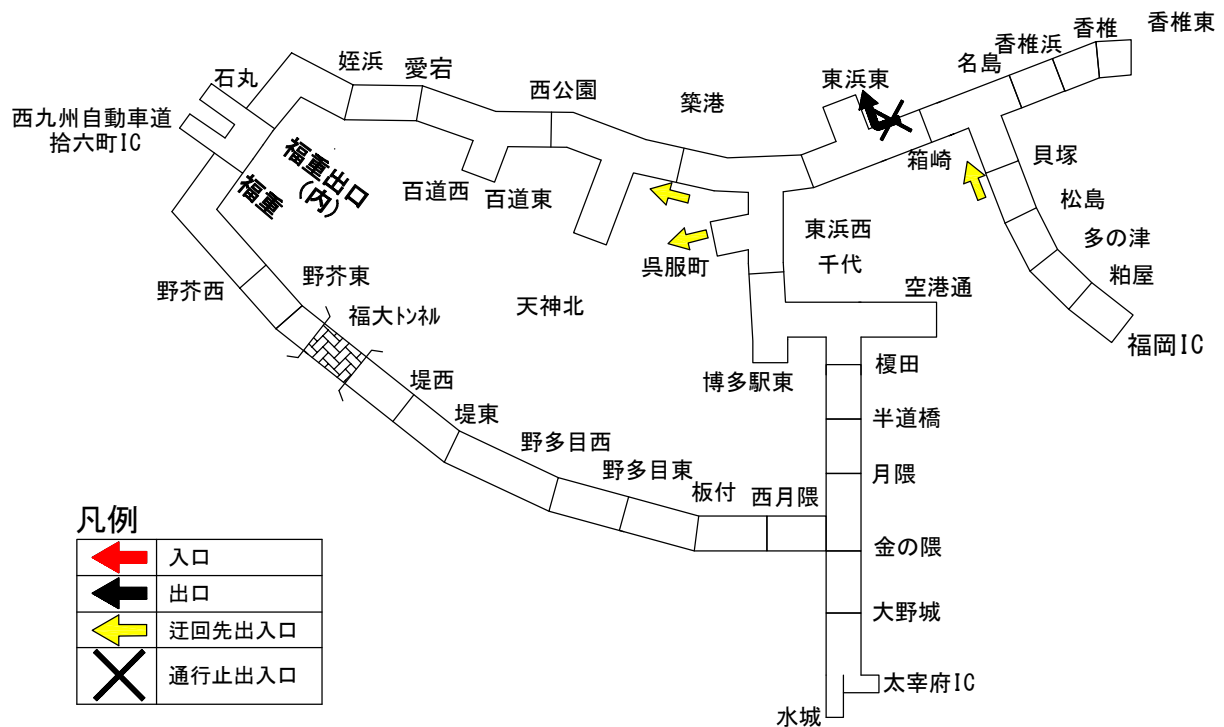 香椎東
香椎
香椎浜
名島
東浜東
築港
西公園
愛宕
姪浜
石丸
西九州自動車道
拾六町IC
福重出口
(内)
福重
百道西
百道東
箱崎
貝塚
松島
多の津
粕屋
福岡IC
東浜西
千代
呉服町
空港通
天神北
野芥西
野芥東
福大トンネル
博多駅東
榎田
半道橋
月隈
堤西
堤東
野多目西
野多目東
板付
西月隈
金の隈
大野城
太宰府IC
水城
凡例
入口
出口
迂回先出入口
通行止出入口